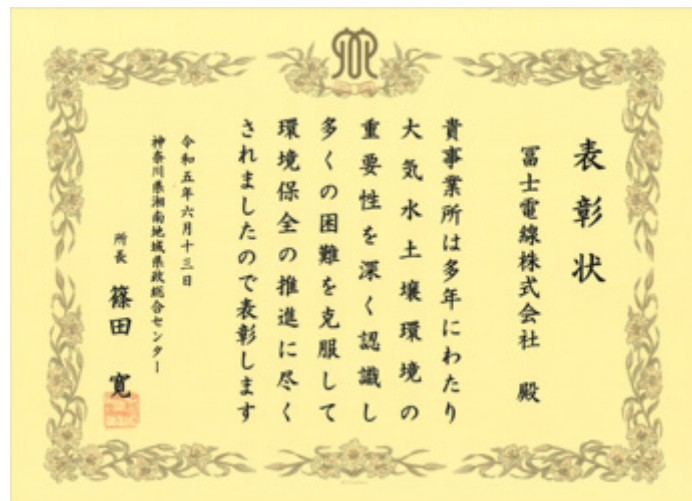 表彰状
冨士電線株式会社 殿
貴事業所は多年にわたり
大気水土壌環境の
重要性を深く認識し
多くの困難を克服して
環境保全の推進に尽く
されましたので表彰します
令和五年六月十三日
神奈川県湘南地域県政総合センター
所長 篠田 寛